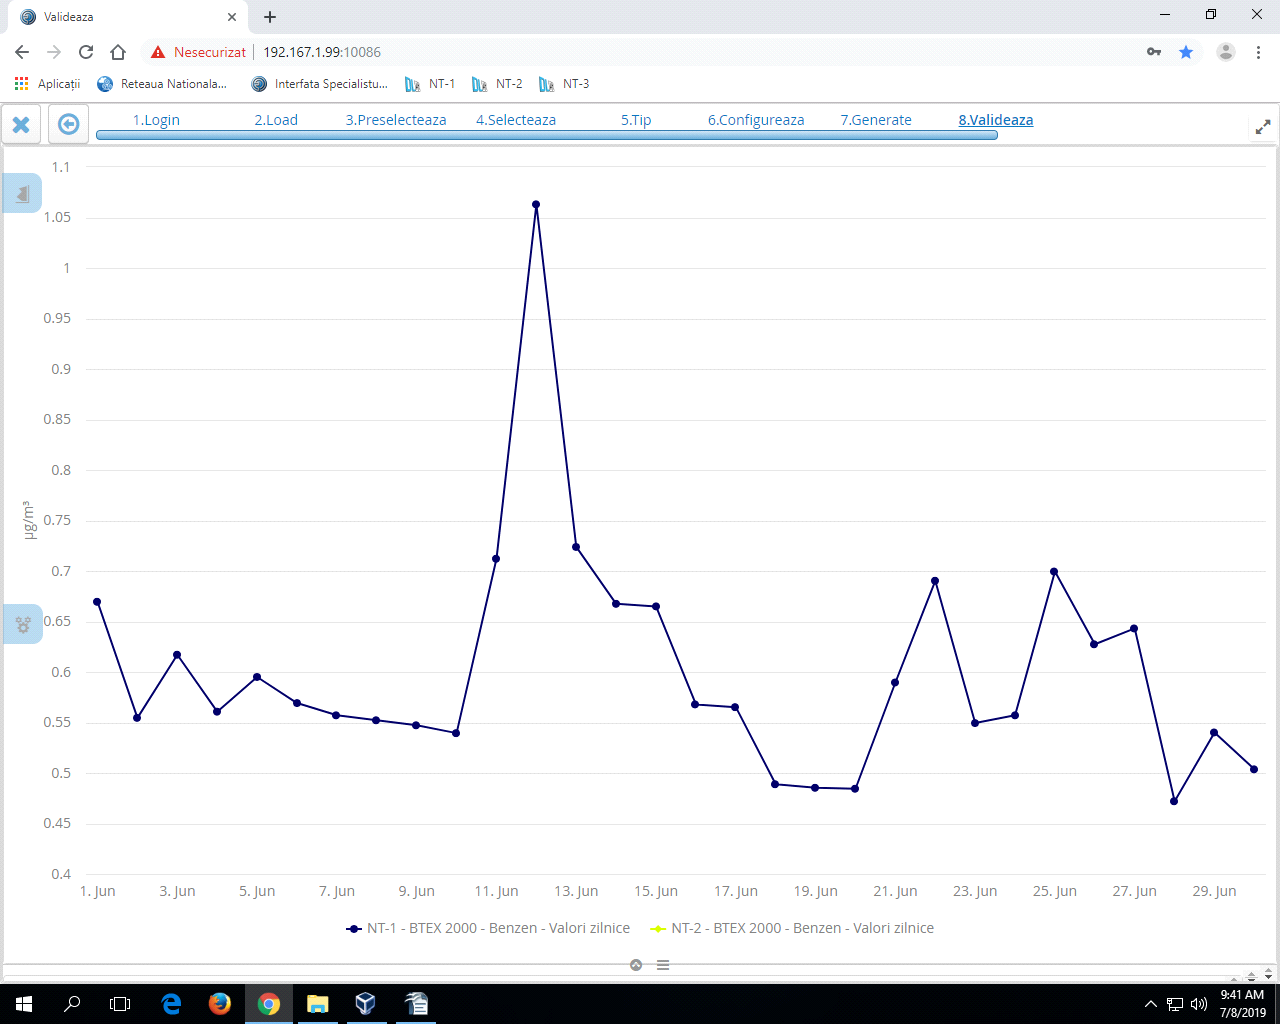 Valideaza
Nesecurizat 192.167.1.99:10086
Aplicații Reteaua Nationala... Interfata Specialistu... NT-1 NT-2 NT-3
1.Login 2.Load 3.Preselecteaza 4.Selecteaza 5.Tip 6.Configureaza 7.Generate 8.Valideaza
1.1
1.05
1
0.95
0.9
0.85
0.8
0.75
µg/m³
0.7
0.65
0.6
0.55
0.5
0.45
0.4
1. Jun 3. Jun 5. Jun 7. Jun 9. Jun 11. Jun 13. Jun 15. Jun 17. Jun 19. Jun 21. Jun 23. Jun 25. Jun 27. Jun 29. Jun
NT-1 - BTEX 2000 - Benzen - Valori zilnice NT-2 - BTEX 2000 - Benzen - Valori zilnice
9:41 AM
7/8/2019